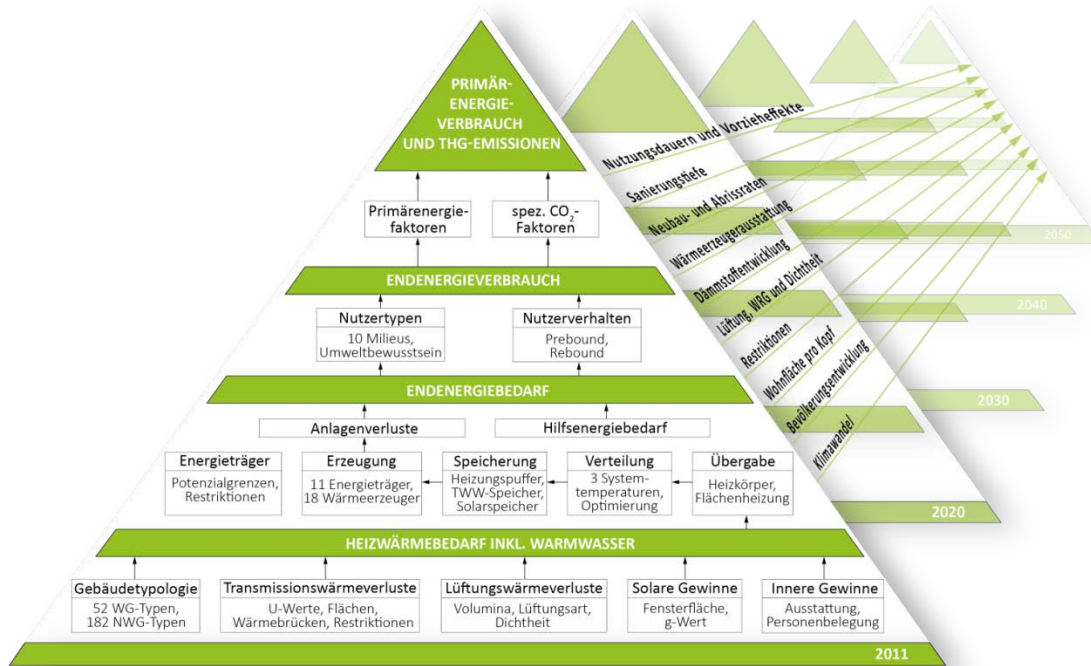 PRIMÄR-
ENERGIE-
VERBRAUCH
UND THG-EMISSIONEN
Primärenergie-
faktoren
spez. CO₂-
Faktoren
ENDENERGIEVERBRAUCH
Nutzertypen
10 Milieus,
Umweltbewusstsein
Nutzerverhalten
Prebound,
Rebound
ENDENERGIEBEDARF
Anlagenverluste
Hilfsenergiebedarf
Energieträger
Potenzialgrenzen,
Restriktionen
Erzeugung
11 Energieträger,
18 Wärmeerzeuger
Speicherung
Heizungspuffer,
TWW-Speicher,
Solarspeicher
Verteilung
3 System-
temperaturen,
Optimierung
Übergabe
Heizkörper,
Flächenheizung
HEIZWÄRMEBEDARF INKL. WARMWASSER
Gebäudetypologie
52 WG-Typen,
182 NWG-Typen
Transmissionswärmeverluste
U-Werte, Flächen,
Wärmebrücken, Restriktionen
Lüftungswärmeverluste
Volumina, Lüftungsart,
Dichtheit
Solare Gewinne
Fensterfläche,
g-Wert
Innere Gewinne
Ausstattung,
Personenbelegung
2011
Nutzungsdauern und Vorzieheffekte
Sanierungstiefe
Neubau- und Abrissraten
Wärmeerzeugerausstattung
Dämmstoffentwicklung
Lüftung, WRG und Dichtheit
Restriktionen
Wohnfläche pro Kopf
Bevölkerungsentwicklung
Klimawandel
2020
2030
2040
2050